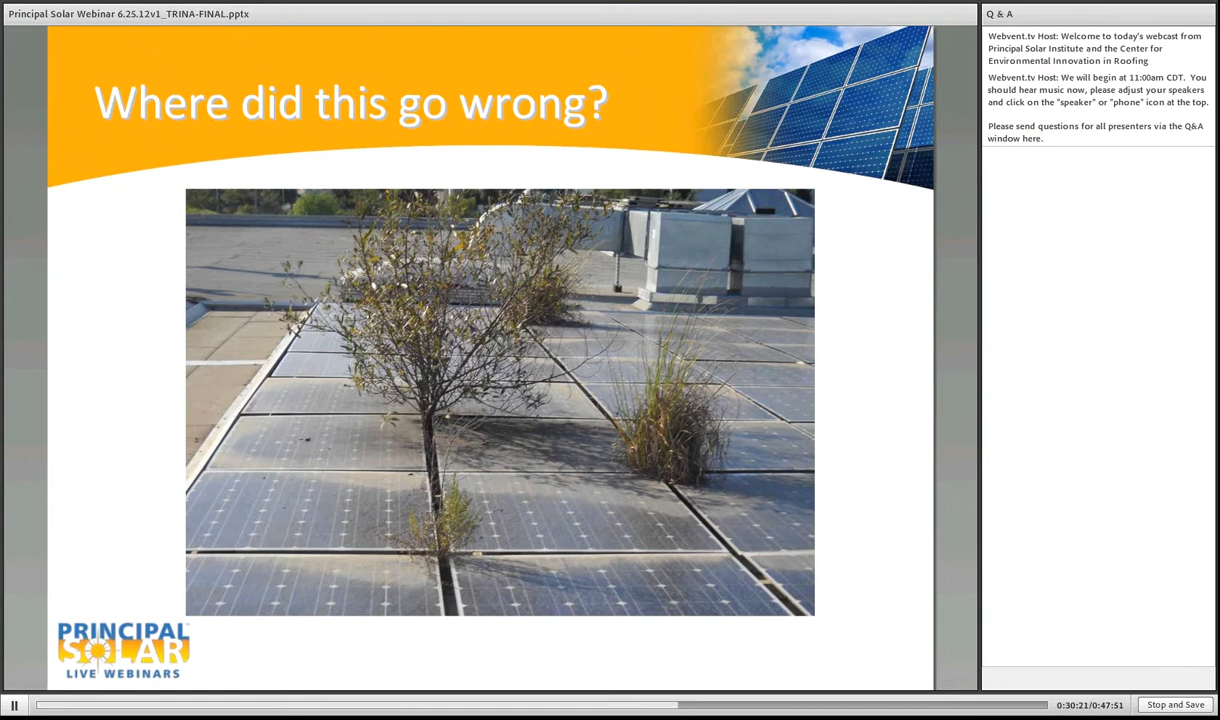 Principal Solar Webinar 6.25.12v1_TRINA-FINAL.pptx
Where did this go wrong?
PRINCIPAL
SOLAR
LIVE WEBINARS
Q & A
Webvent.tv Host: Welcome to today's webcast from
Principal Solar Institute and the Center for
Environmental Innovation in Roofing
Webvent.tv Host: We will begin at 11:00am CDT. You
should hear music now, please adjust your speakers
and click on the "speaker" or "phone" icon at the top.
Please send questions for all presenters via the Q&A
window here.
0:30:21/0:47:51
Stop and Save